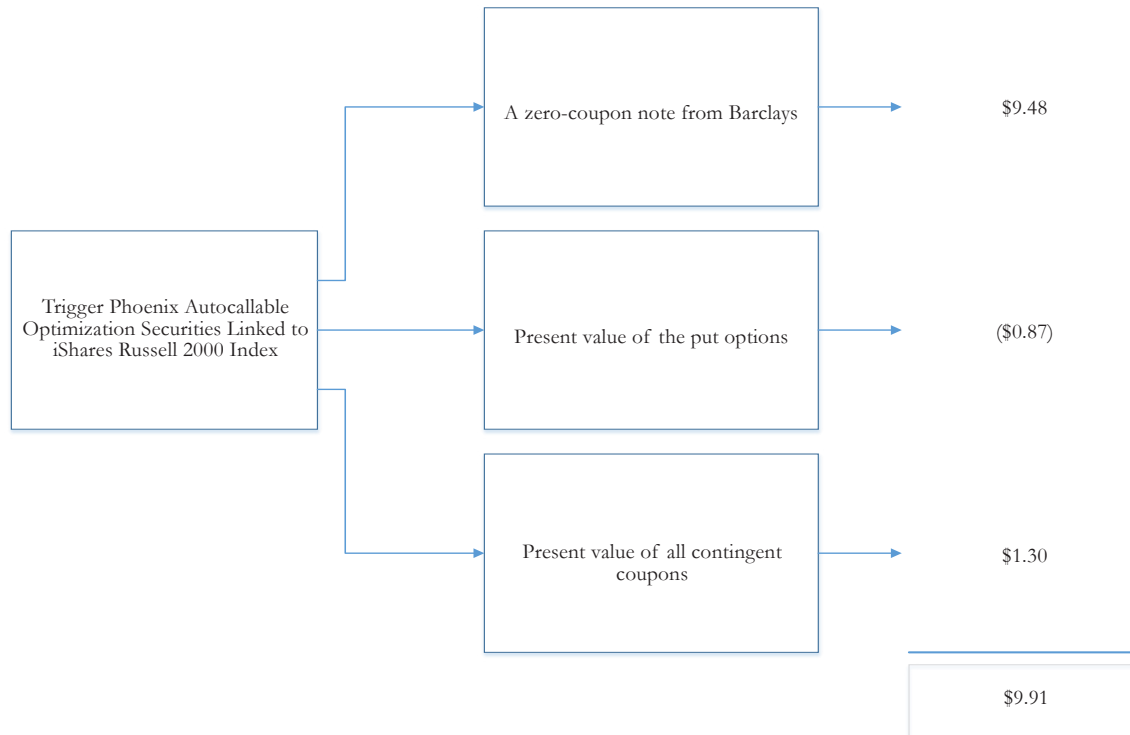 A zero-coupon note from Barclays
$9.48
Trigger Phoenix Autocallable
Optimization Securities Linked to
iShares Russell 2000 Index
Present value of the put options
($0.87)
Present value of all contingent
coupons
$1.30
$9.91